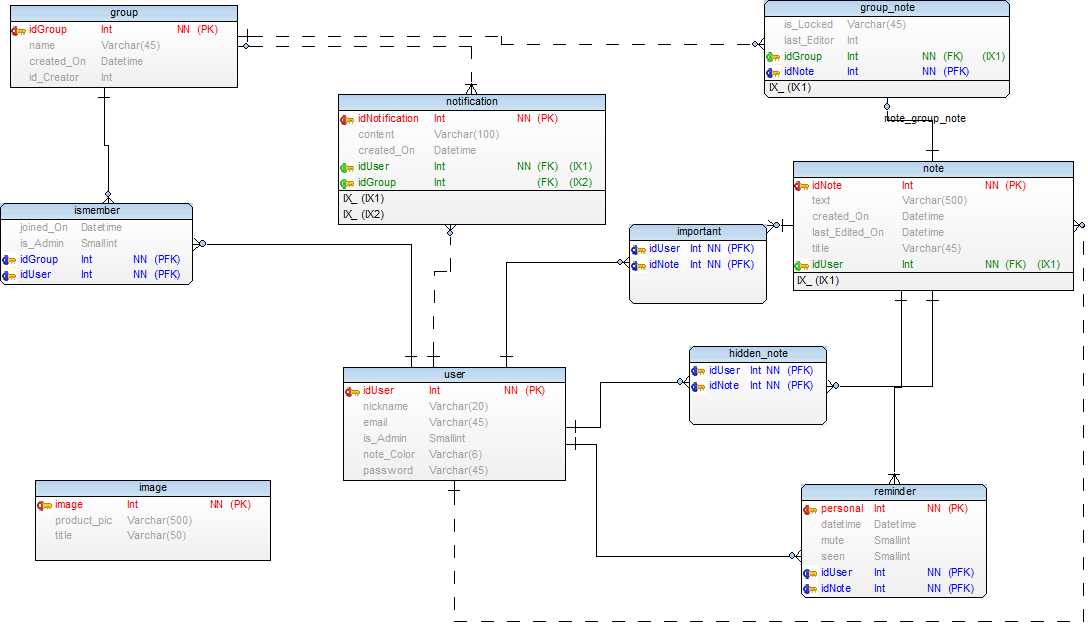 group
idGroup Int NN (PK)
name Varchar(45)
created_On Datetime
id_Creator Int
group_note
is_Locked Varchar(45)
last_Editor Int
idGroup Int NN (FK) (IX1)
idNote Int NN (PFK)
IX_ (IX1)
note_group_note
notification
idNotification Int NN (PK)
content Varchar(100)
created_On Datetime
idUser Int NN (FK) (IX1)
idGroup Int (FK) (IX2)
IX_ (IX1)
IX_ (IX2)
note
idNote Int NN (PK)
text Varchar(500)
created_On Datetime
last_Edited_On Datetime
title Varchar(45)
idUser Int NN (FK) (IX1)
IX_ (IX1)
ismember
joined_On Datetime
is_Admin Smallint
idGroup Int NN (PFK)
idUser Int NN (PFK)
important
idUser Int NN (PFK)
idNote Int NN (PFK)
user
idUser Int NN (PK)
nickname Varchar(20)
email Varchar(45)
is_Admin Smallint
note_Color Varchar(6)
password Varchar(45)
hidden_note
idUser Int NN (PFK)
idNote Int NN (PFK)
image
image Int NN (PK)
product_pic Varchar(500)
title Varchar(50)
reminder
personal Int NN (PK)
datetime Datetime
mute Smallint
seen Smallint
idUser Int NN (PFK)
idNote Int NN (PFK)